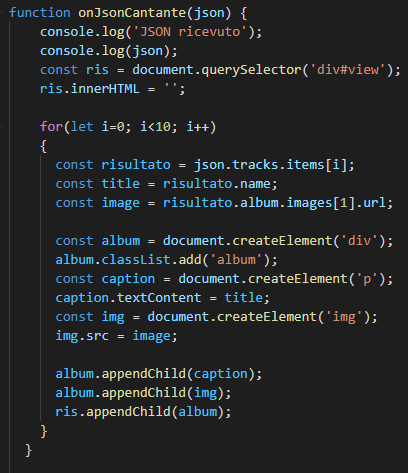 function onJsonCantante(json) {
    console.log('JSON ricevuto');
    console.log(json);
    const ris = document.querySelector('div#view');
    ris.innerHTML = '';

    for(let i=0; i<10; i++)
    {
      const risultato = json.tracks.items[i];
      const title = risultato.name;
      const image = risultato.album.images[1].url;

      const album = document.createElement('div');
      album.classList.add('album');
      const caption = document.createElement('p');
      caption.textContent = title;
      const img = document.createElement('img');
      img.src = image;

      album.appendChild(caption);
      album.appendChild(img);
      ris.appendChild(album);
    }
  }